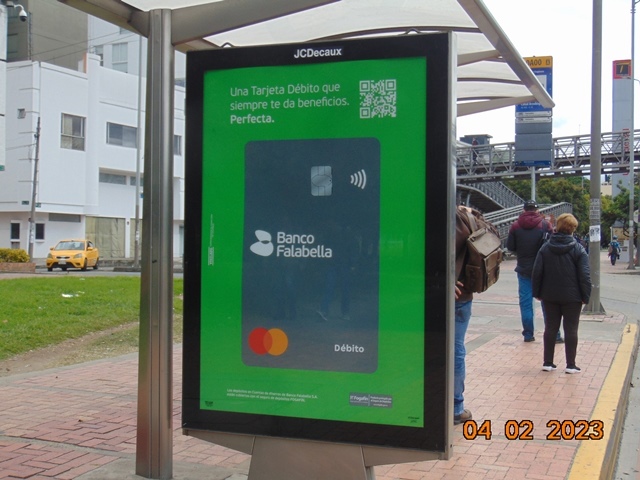 JCDecaux
Una Tarjeta Débito que
siempre te da beneficios.
Perfecta.
Banco
Falabella
Débito
04 02 2023